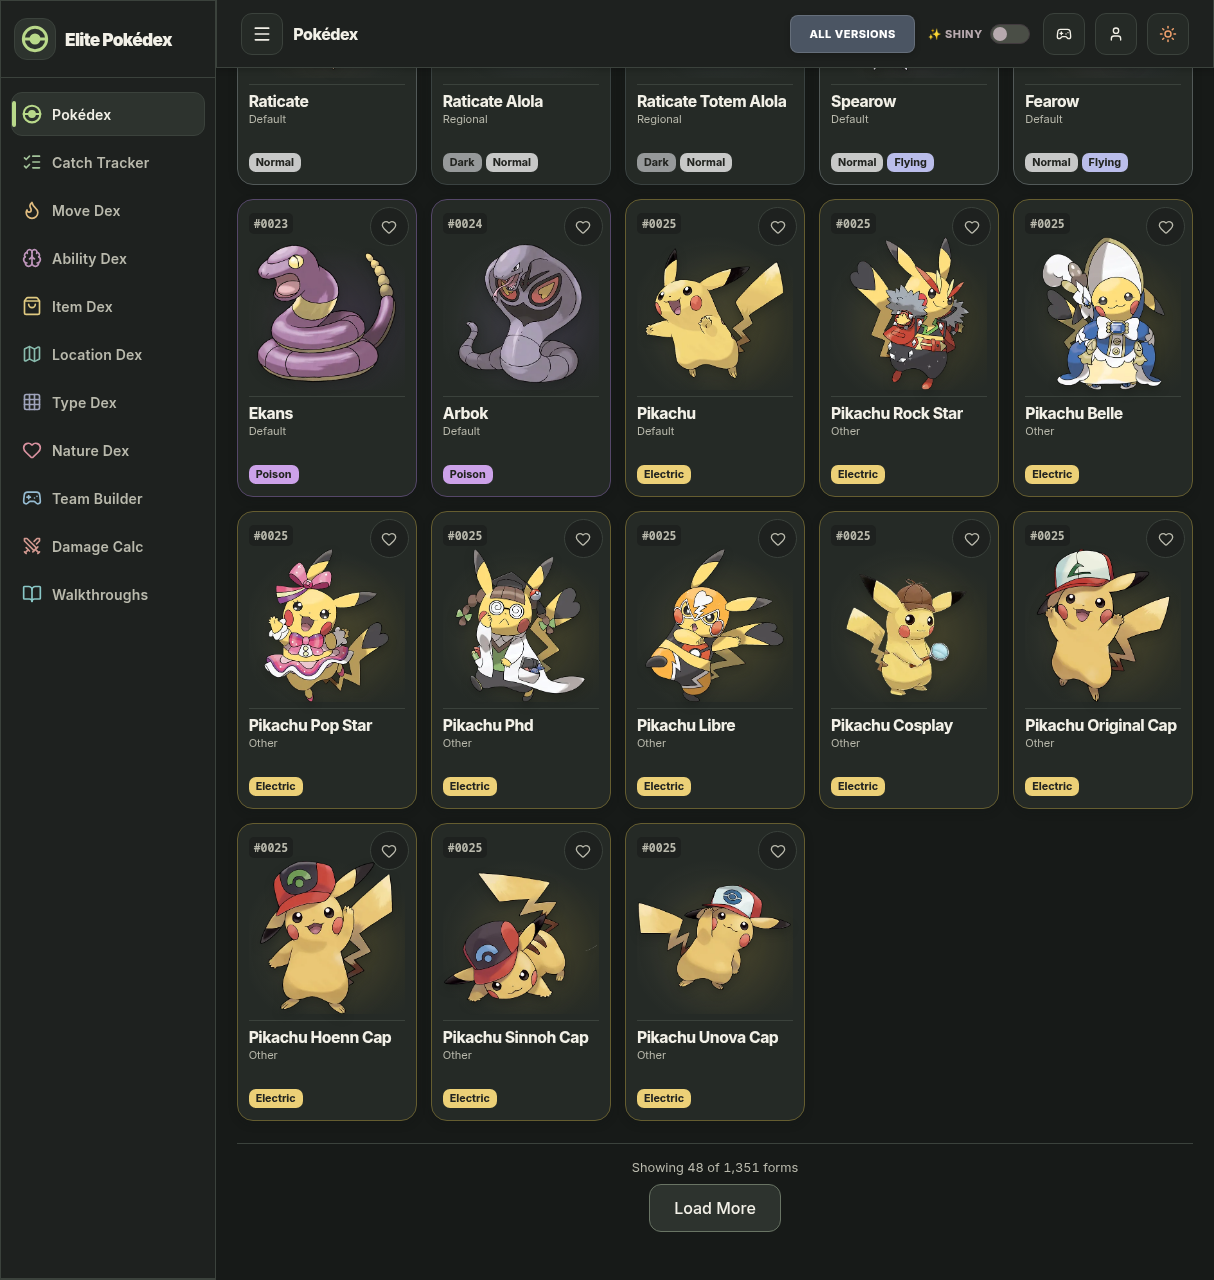 Elite Pokédex
Pokédex
ALL VERSIONS
✨ SHINY
Pokédex
Catch Tracker
Move Dex
Ability Dex
Item Dex
Location Dex
Type Dex
Nature Dex
Team Builder
Damage Calc
Walkthroughs
Raticate
Default
Normal
Raticate Alola
Regional
Dark Normal
Raticate Totem Alola
Regional
Dark Normal
Spearow
Default
Normal Flying
Fearow
Default
Normal Flying
#0023
Ekans
Default
Poison
#0024
Arbok
Default
Poison
#0025
Pikachu
Default
Electric
#0025
Pikachu Rock Star
Other
Electric
#0025
Pikachu Belle
Other
Electric
#0025
Pikachu Pop Star
Other
Electric
#0025
Pikachu Phd
Other
Electric
#0025
Pikachu Libre
Other
Electric
#0025
Pikachu Cosplay
Other
Electric
#0025
Pikachu Original Cap
Other
Electric
#0025
Pikachu Hoenn Cap
Other
Electric
#0025
Pikachu Sinnoh Cap
Other
Electric
#0025
Pikachu Unova Cap
Other
Electric
Showing 48 of 1,351 forms
Load More